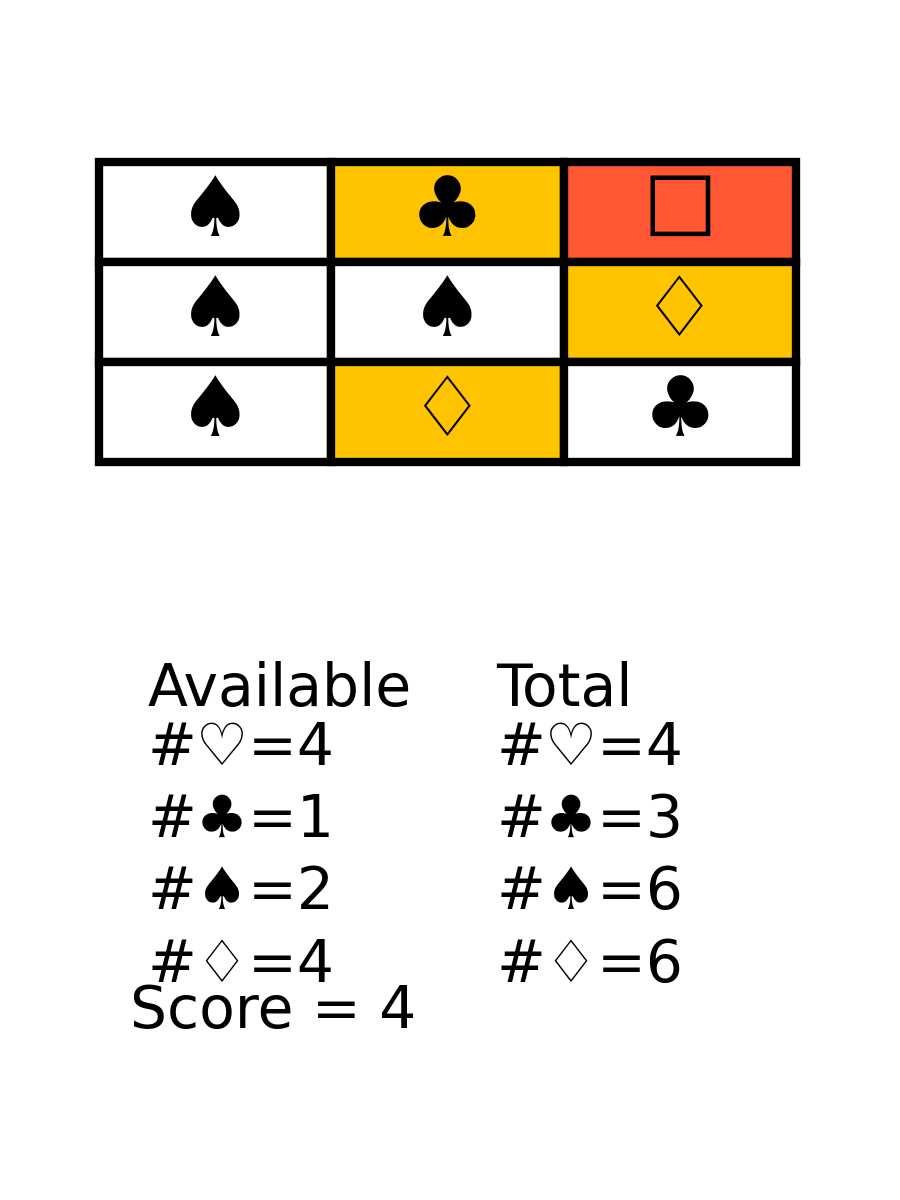 ♠ ♣ □
♠ ♠ ♢
♠ ♢ ♣
Available Total
#♡=4 #♡=4
#♣=1 #♣=3
#♠=2 #♠=6
#♢=4 #♢=6
Score = 4